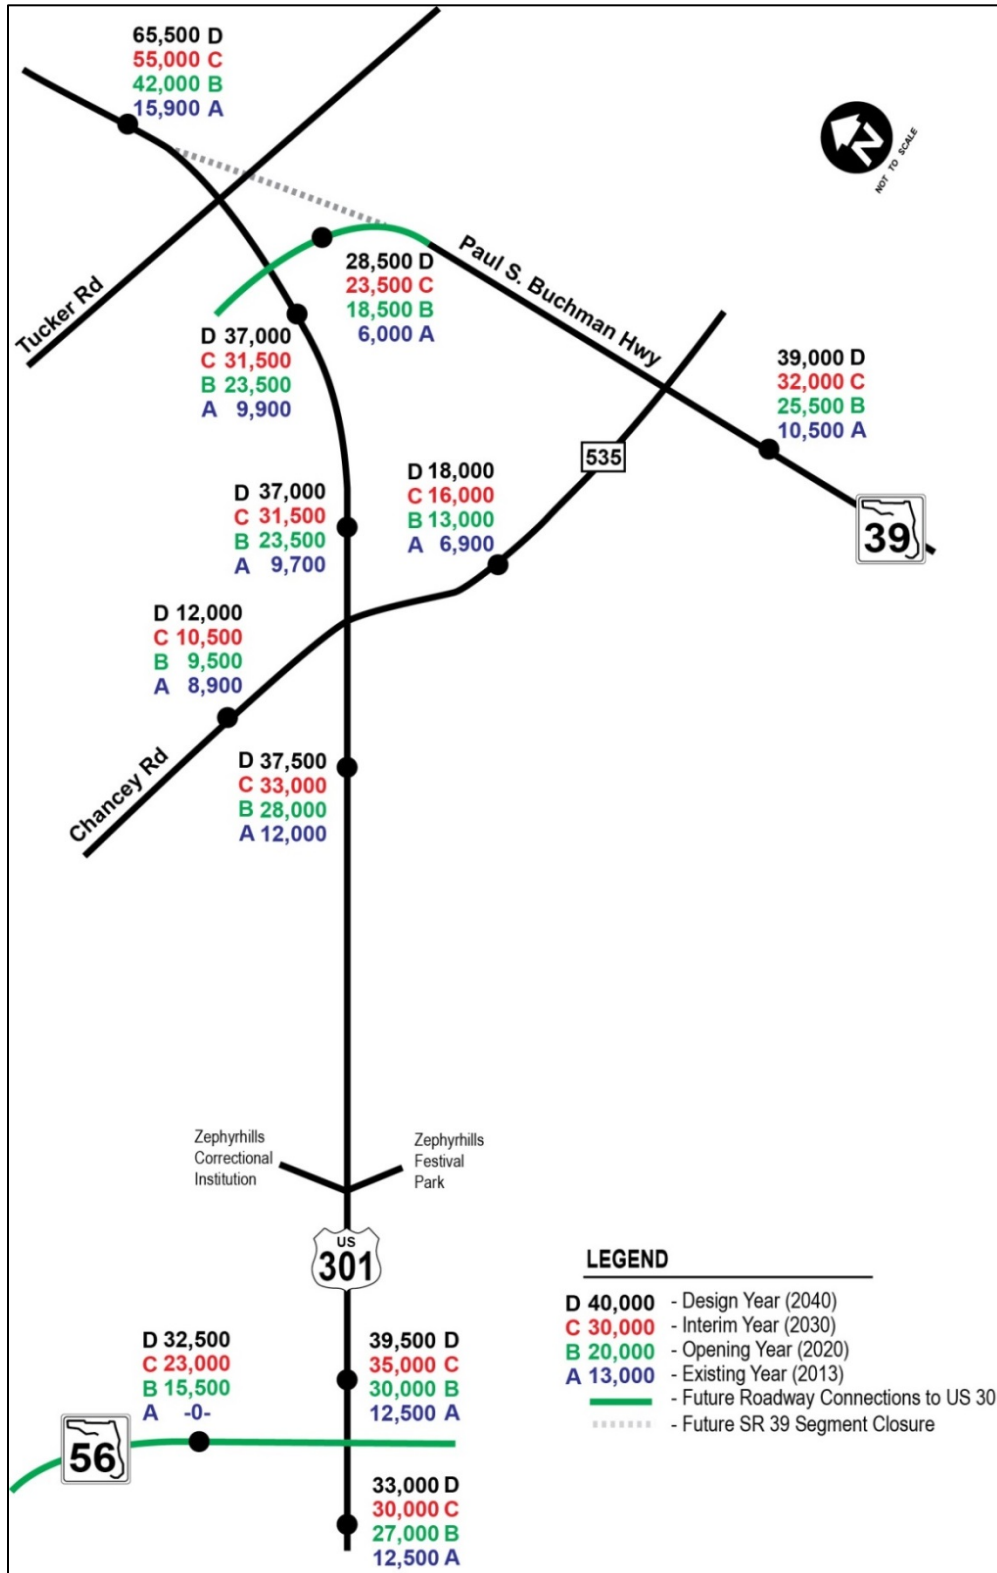 65,500 D
55,000 C
42,000 B
15,900 A
N
NOT TO SCALE
Tucker Rd
Paul S. Buchman Hwy
28,500 D
23,500 C
18,500 B
6,000 A
D 37,000
C 31,500
B 23,500
A 9,900
39,000 D
32,000 C
25,500 B
10,500 A
535
39
D 18,000
C 16,000
B 13,000
A 6,900
D 37,000
C 31,500
B 23,500
A 9,700
D 12,000
C 10,500
B 9,500
A 8,900
Chancey Rd
D 37,500
C 33,000
B 28,000
A 12,000
Zephyrhills
Correctional
Institution
Zephyrhills
Festival
Park
US
301
D 32,500
C 23,000
B 15,500
A -0-
39,500 D
35,000 C
30,000 B
12,500 A
56
33,000 D
30,000 C
27,000 B
12,500 A
LEGEND
D 40,000 - Design Year (2040)
C 30,000 - Interim Year (2030)
B 20,000 - Opening Year (2020)
A 13,000 - Existing Year (2013)
- Future Roadway Connections to US 30
- Future SR 39 Segment Closure